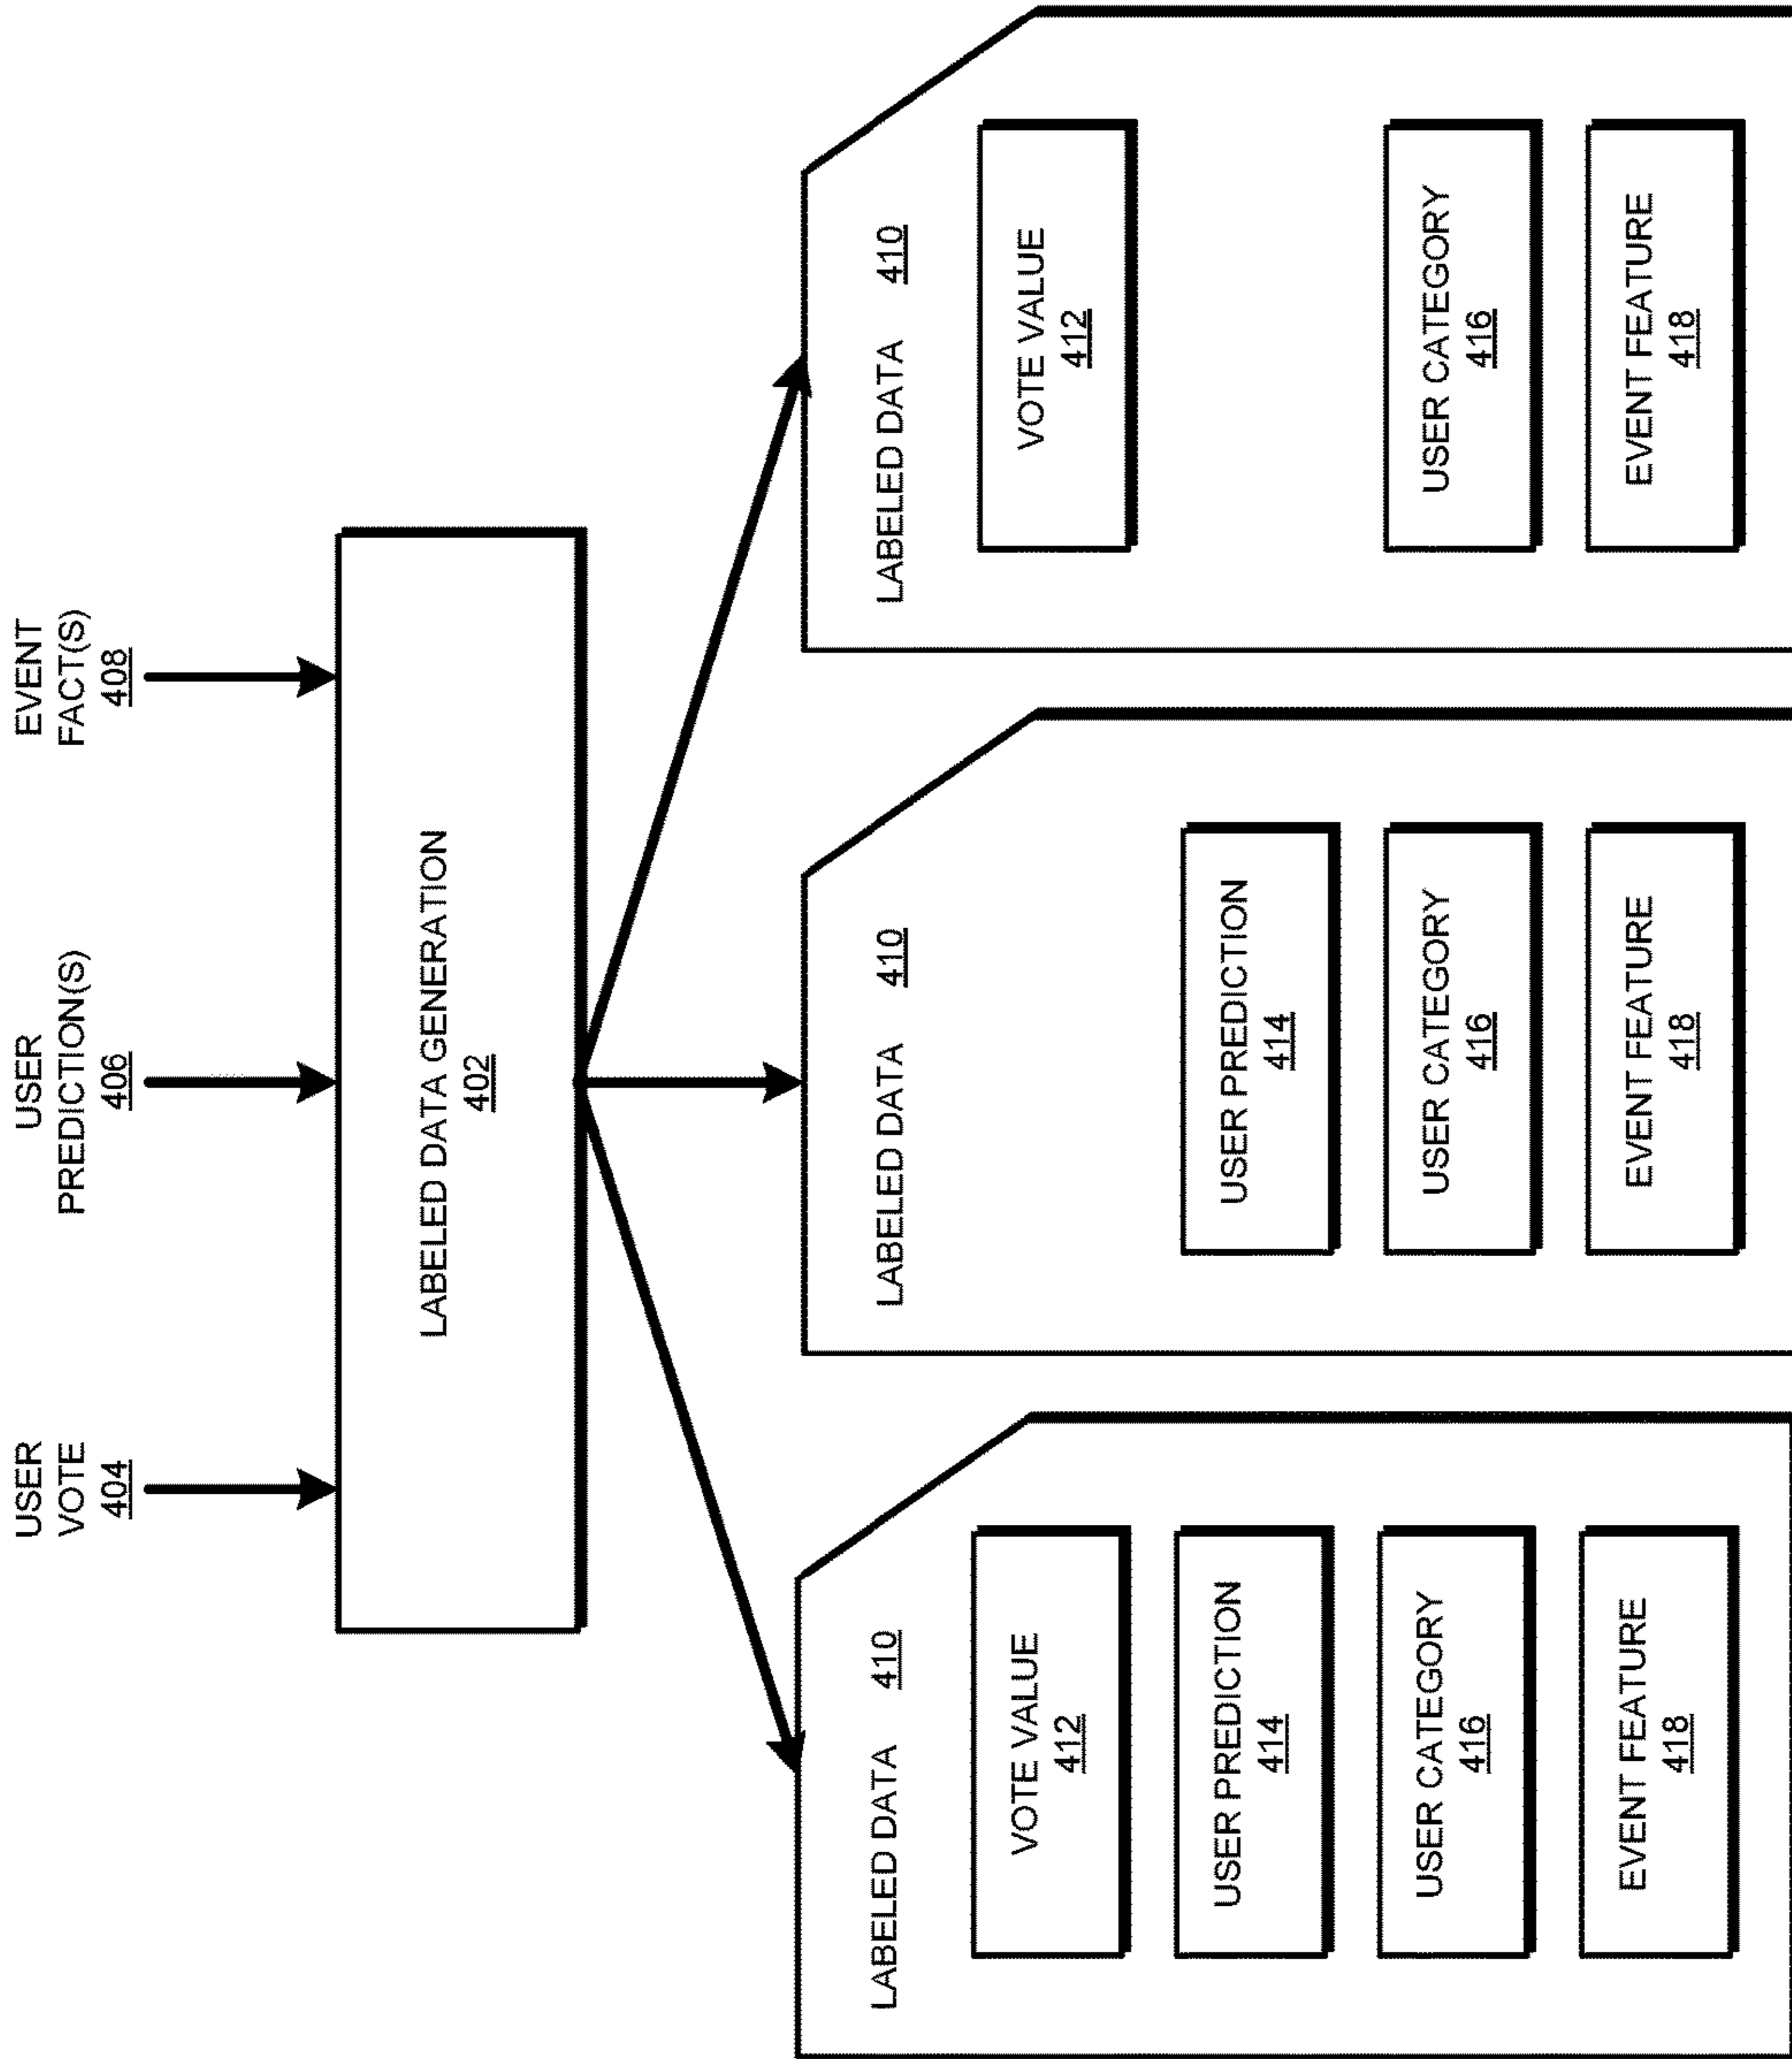 USER
VOTE
404
USER
PREDICTION(S)
406
EVENT
FACT(S)
408
LABELED DATA GENERATION
402
LABELED DATA 410
VOTE VALUE
412
USER PREDICTION
414
USER CATEGORY
416
EVENT FEATURE
418
LABELED DATA 410
USER PREDICTION
414
USER CATEGORY
416
EVENT FEATURE
418
LABELED DATA 410
VOTE VALUE
412
USER CATEGORY
416
EVENT FEATURE
418